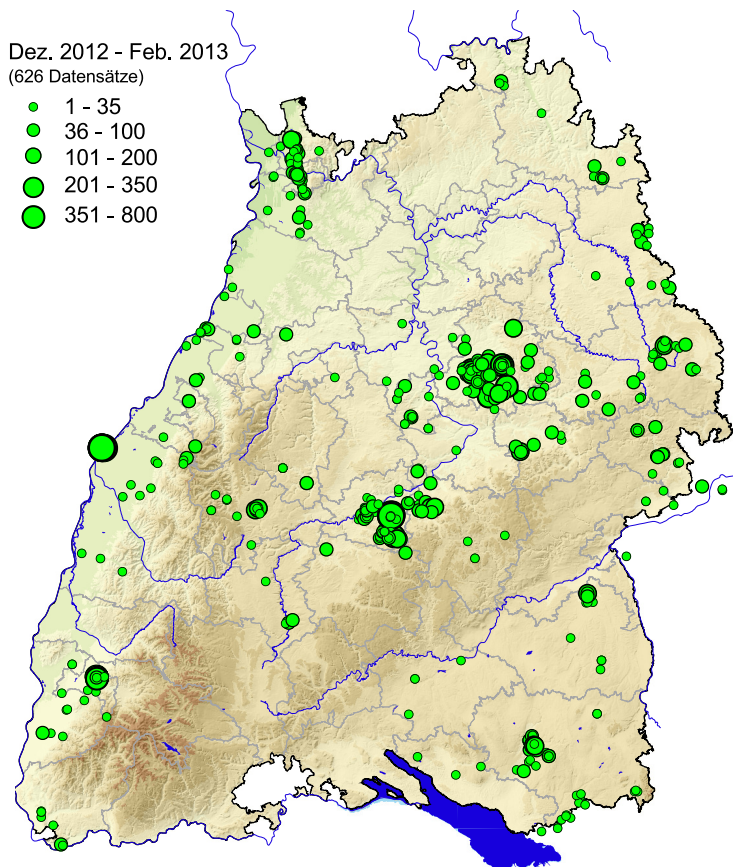 Dez. 2012 - Feb. 2013
(626 Datensätze)
1 - 35
36 - 100
101 - 200
201 - 350
351 - 800